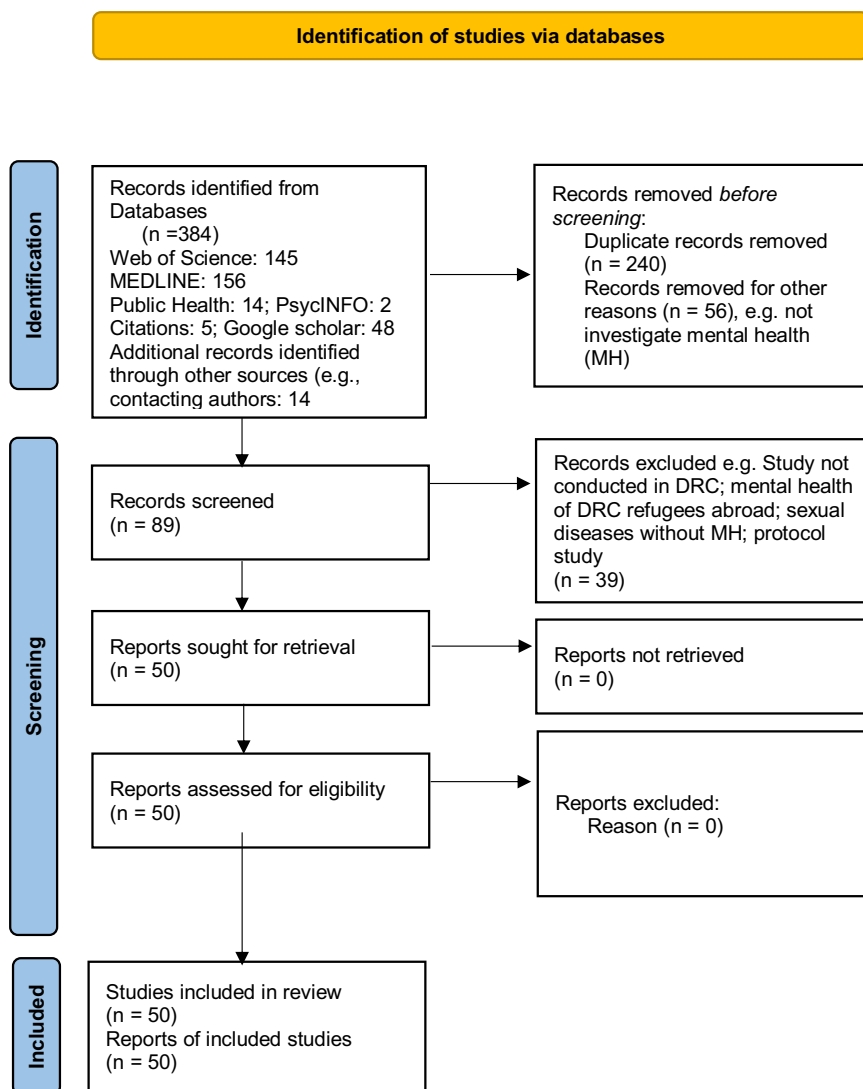 Identification of studies via databases
Identification
Records identified from
Databases
(n =384)
Web of Science: 145
MEDLINE: 156
Public Health: 14; PsycINFO: 2
Citations: 5; Google scholar: 48
Additional records identified
through other sources (e.g.,
contacting authors: 14
Records removed before
screening:
Duplicate records removed
(n = 240)
Records removed for other
reasons (n = 56), e.g. not
investigate mental health
(MH)
Screening
Records screened
(n = 89)
Records excluded e.g. Study not
conducted in DRC; mental health
of DRC refugees abroad; sexual
diseases without MH; protocol
study
(n = 39)
Reports sought for retrieval
(n = 50)
Reports not retrieved
(n = 0)
Reports assessed for eligibility
(n = 50)
Reports excluded:
Reason (n = 0)
Included
Studies included in review
(n = 50)
Reports of included studies
(n = 50)